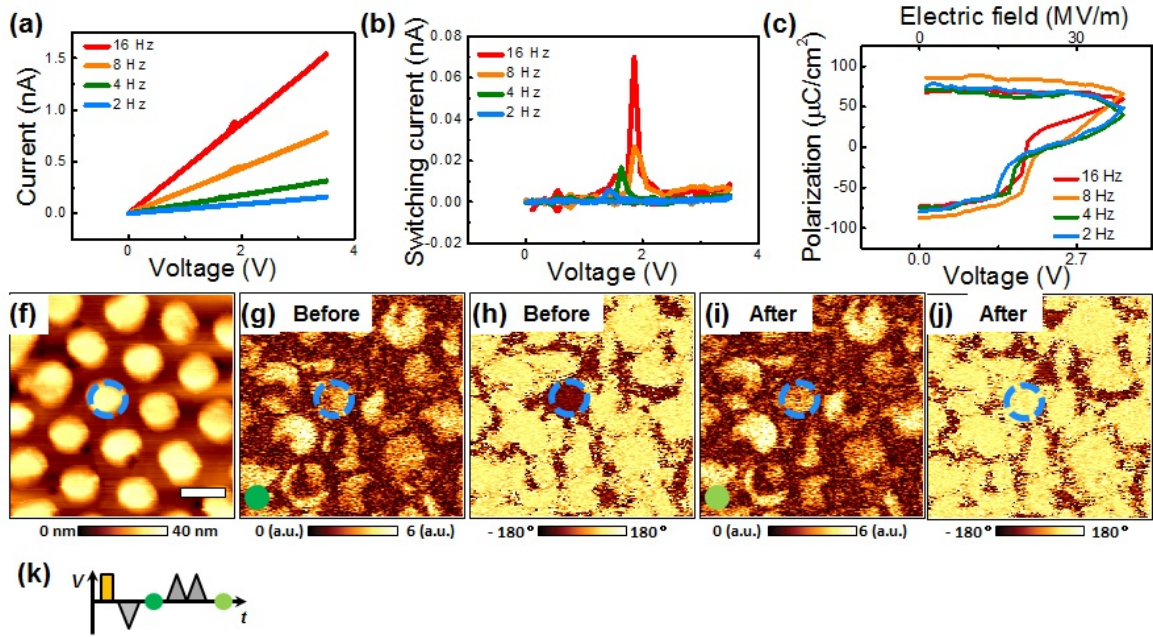 (a)
Current (nA)
1.5
1.0
0.5
0.0
16 Hz
8 Hz
4 Hz
2 Hz
0
2
4
Voltage (V)
(b)
Switching current (nA)
0.08
0.06
0.04
0.02
0.00
-0.02
16 Hz
8 Hz
4 Hz
2 Hz
0
2
4
Voltage (V)
(c)
Electric field (MV/m)
0
30
Polarization (μC/cm²)
100
50
0
-50
-100
16 Hz
8 Hz
4 Hz
2 Hz
0.0
2.7
Voltage (V)
(f)
(g) Before
(h) Before
(i) After
(j) After
0 nm 40 nm
0 (a.u.) 6 (a.u.)
- 180° 180°
0 (a.u.) 6 (a.u.)
- 180° 180°
(k)
V
t